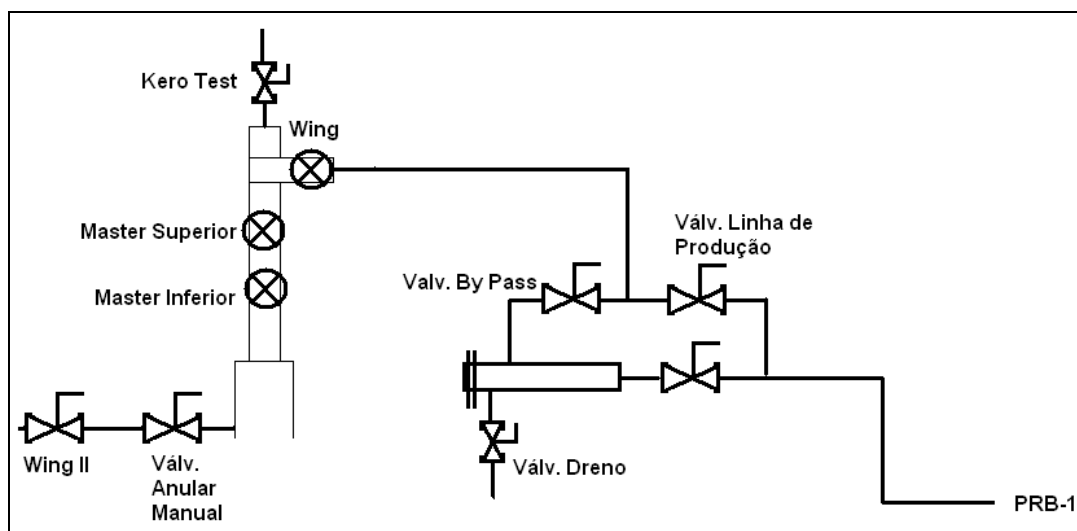 Kero Test
Wing
Master Superior
Válv. Linha de
Produção
Valv. By Pass
Master Inferior
Wing II
Válv.
Anular
Manual
Válv. Dreno
PRB-1